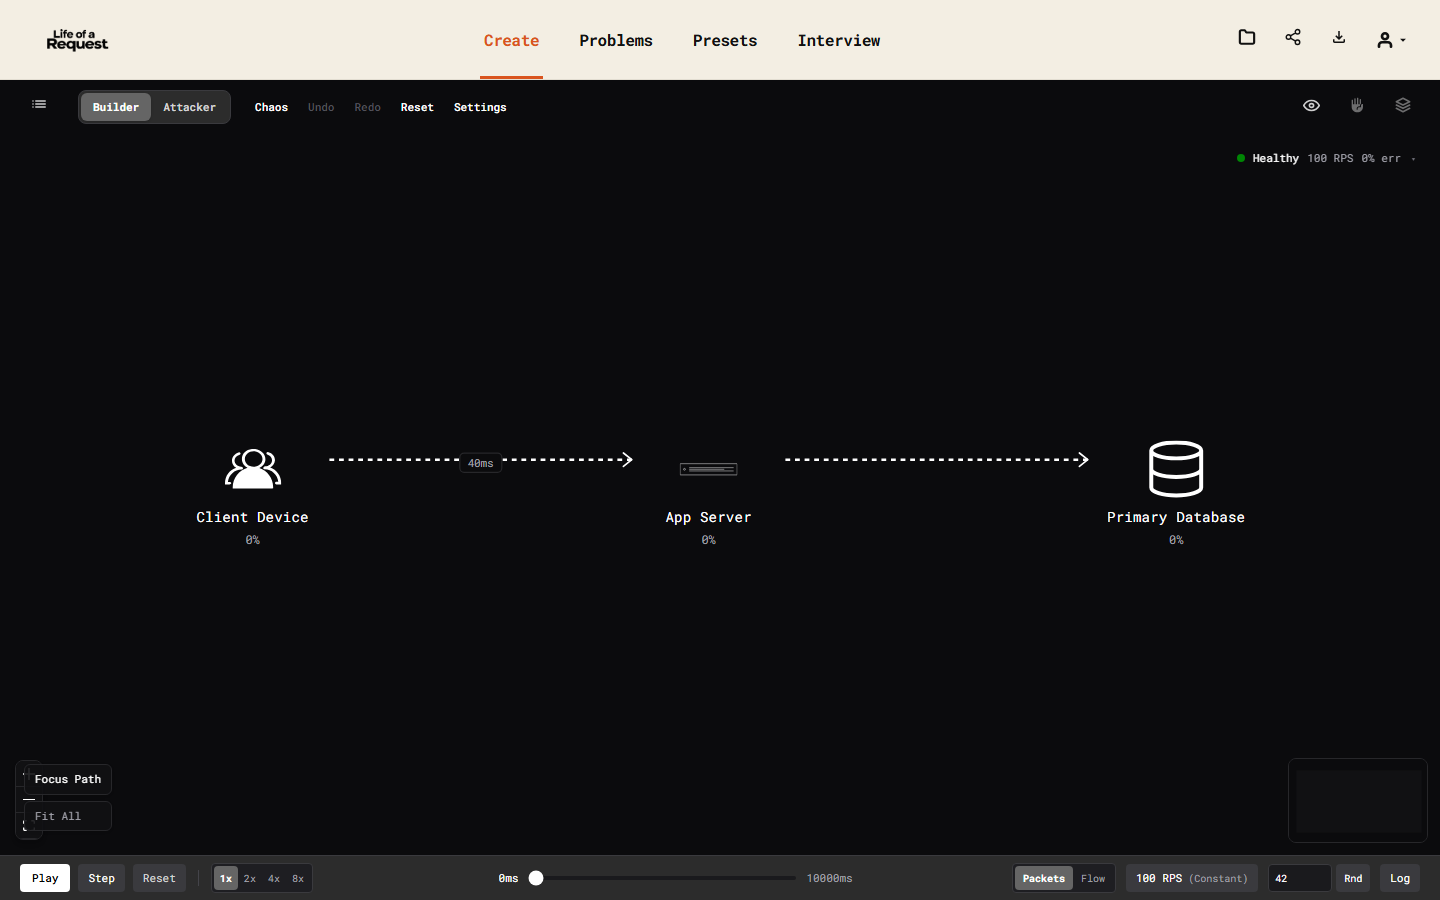 Life of a
Request
Create
Problems
Presets
Interview
Builder
Attacker
Chaos
Undo
Redo
Reset
Settings
Healthy 100 RPS 0% err
40ms
Client Device
0%
App Server
0%
Primary Database
0%
Focus Path
Fit All
Play
Step
Reset
1x
2x
4x
8x
0ms
10000ms
Packets
Flow
100 RPS (Constant)
42
Rnd
Log